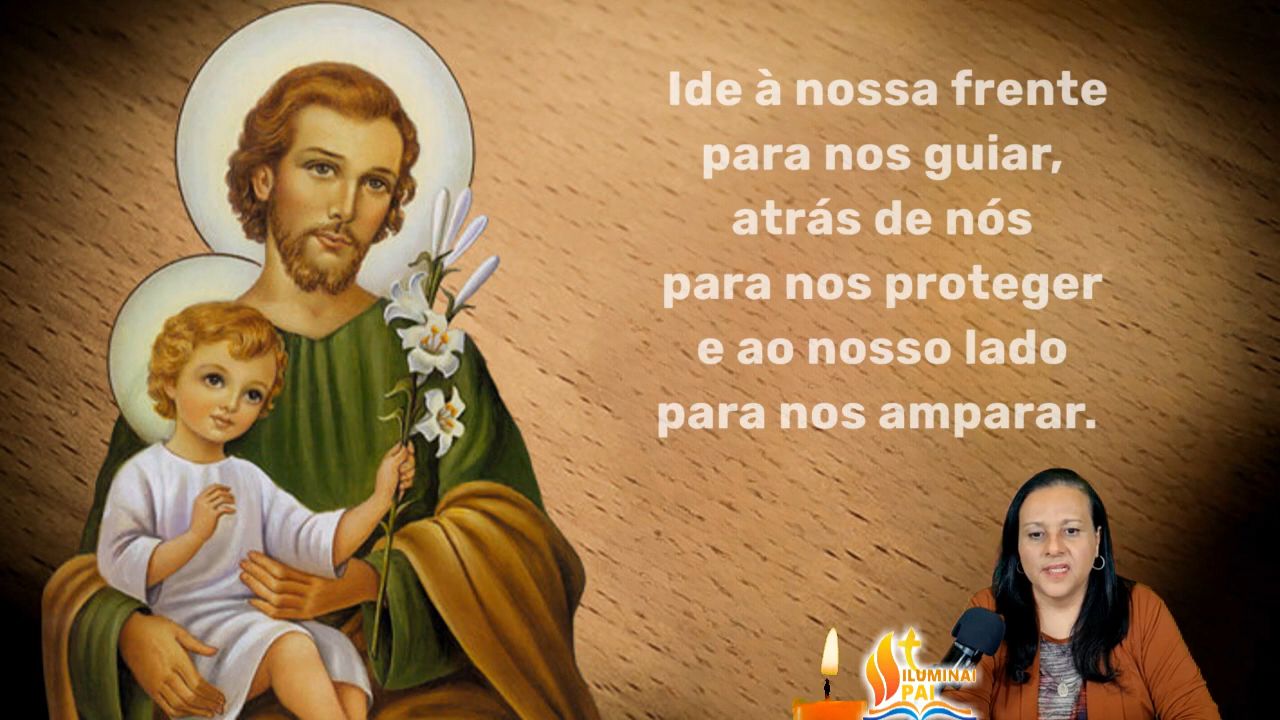 Ide à nossa frente
para nos guiar,
atrás de nós
para nos proteger
e ao nosso lado
para nos amparar.
ILUMINAI
PAI